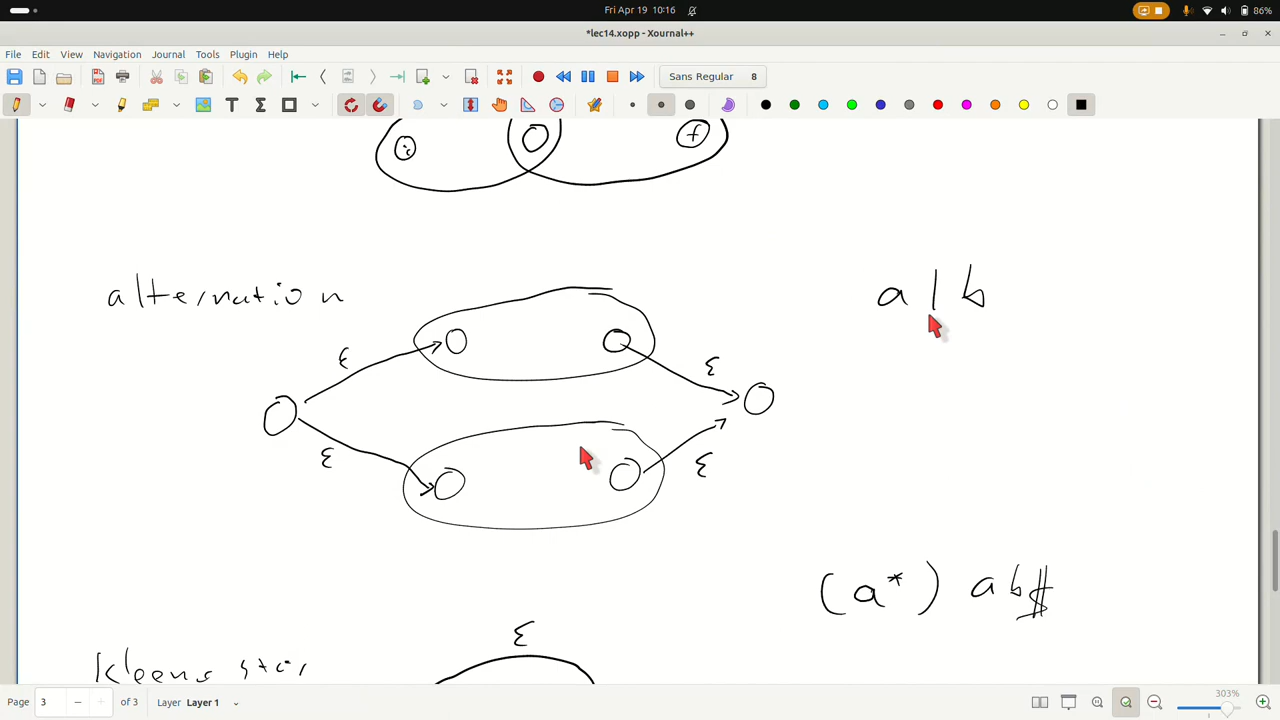 Fri Apr 19 10:16
86%
*lec14.xopp - Xournal++
File Edit View Navigation Journal Tools Plugin Help
Sans Regular 8
i f
alternation a | b
ε ε
ε ε
(a*) ab$
ε
Kleene star
Page 3 of 3 Layer Layer 1
303%